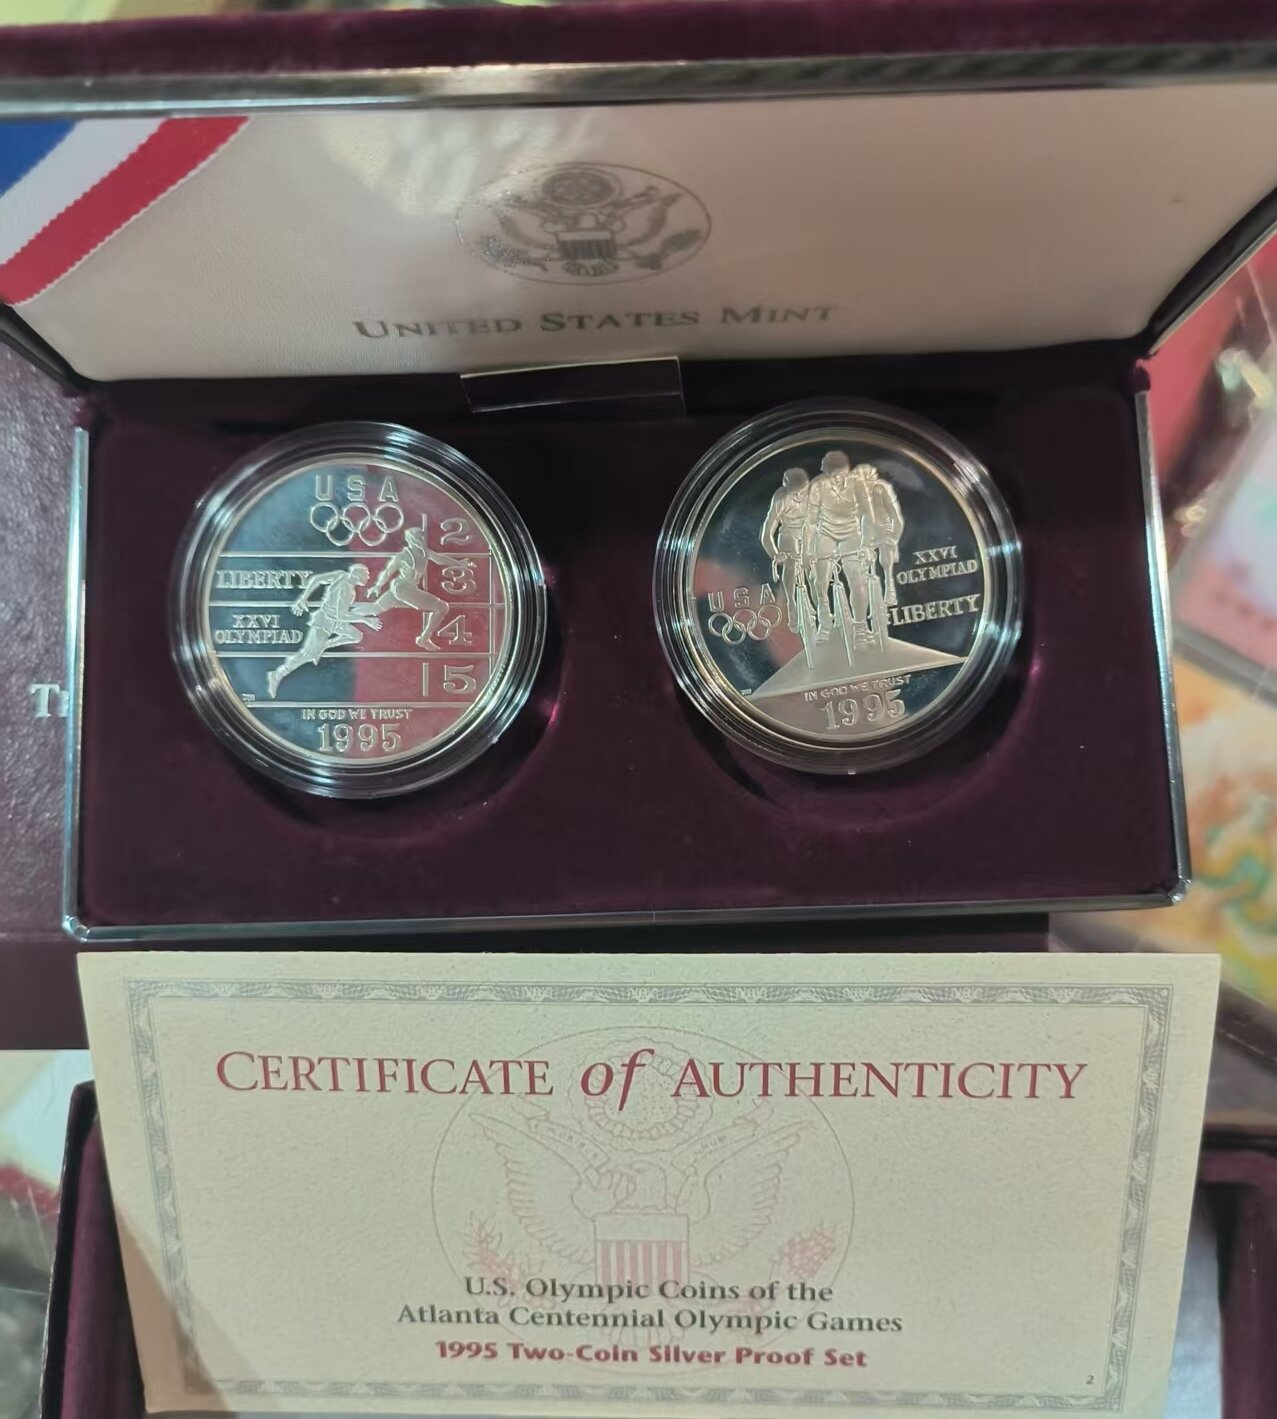 UNITED STATES MINT
USA
2
LIBERTY
3
XXVI
OLYMPIAD
4
5
IN GOD WE TRUST
1995
XXVI
OLYMPIAD
USA
LIBERTY
IN GOD WE TRUST
1995
CERTIFICATE of AUTHENTICITY
U.S. Olympic Coins of the
Atlanta Centennial Olympic Games
1995 Two-Coin Silver Proof Set
2